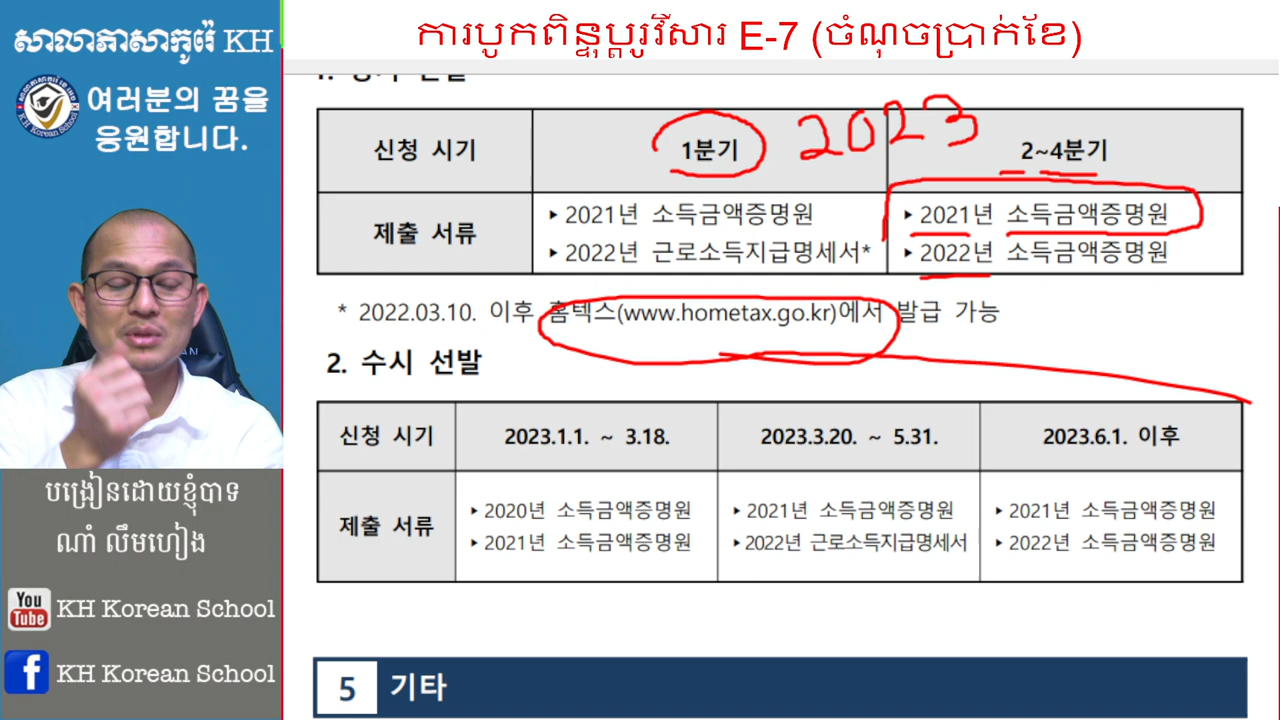 សាលាភាសាកូរ៉េ KH
여러분의 꿈을
응원합니다.
KH Korean School
បង្រៀនដោយខ្ញុំបាទ
ណាំ លឹមហៀង
You
Tube
KH Korean School
f
KH Korean School
ការបូកពិន្ទុប្តូរវីសារ E-7 (ចំណុចប្រាក់ខែ)
2023
신청 시기
1분기
2~4분기
제출 서류
▸ 2021년 소득금액증명원
▸ 2022년 근로소득지급명세서*
▸ 2021년 소득금액증명원
▸ 2022년 소득금액증명원
* 2022.03.10. 이후 홈텍스(www.hometax.go.kr)에서 발급 가능
2. 수시 선발
신청 시기
2023.1.1. ~ 3.18.
2023.3.20. ~ 5.31.
2023.6.1. 이후
제출 서류
▸ 2020년 소득금액증명원
▸ 2021년 소득금액증명원
▸ 2021년 소득금액증명원
▸ 2022년 근로소득지급명세서
▸ 2021년 소득금액증명원
▸ 2022년 소득금액증명원
5 기타